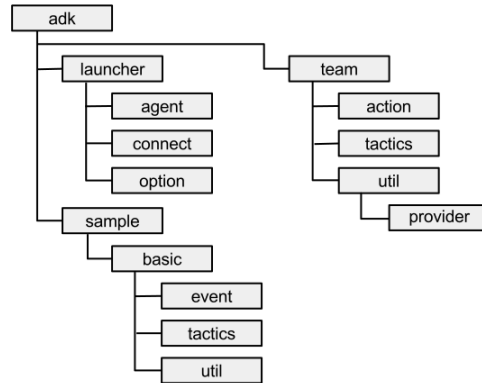 adk
launcher
team
agent
action
connect
tactics
option
util
sample
provider
basic
event
tactics
util